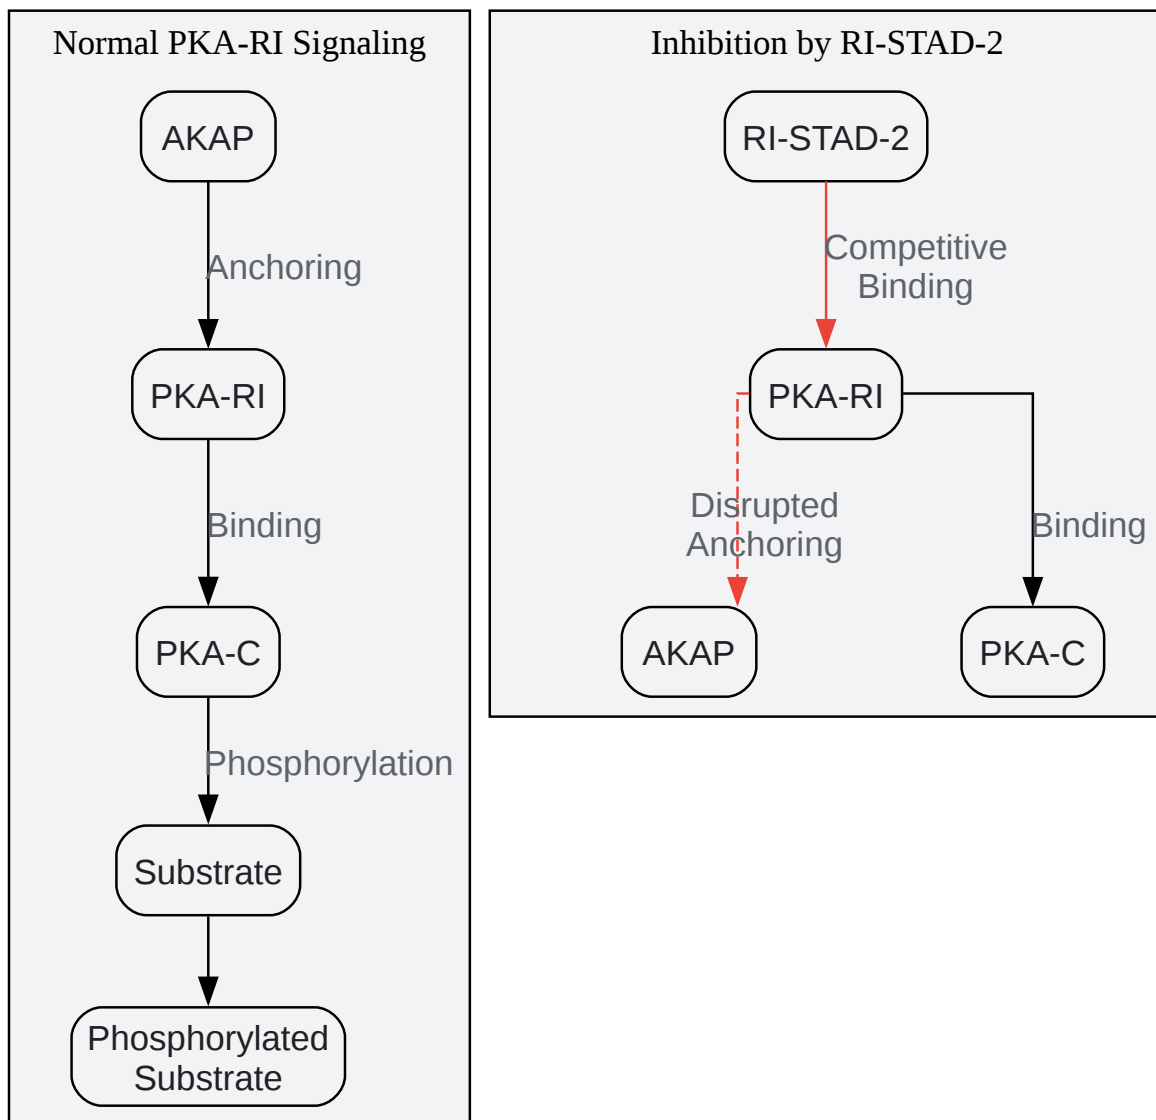 Normal PKA-RI Signaling
AKAP
Anchoring
PKA-RI
Binding
PKA-C
Phosphorylation
Substrate
Phosphorylated
Substrate
Inhibition by RI-STAD-2
RI-STAD-2
Competitive
Binding
PKA-RI
Disrupted
Anchoring
Binding
AKAP
PKA-C